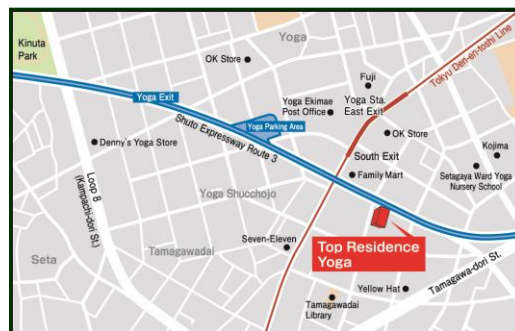 Kinuta
Park
Yoga
OK Store
Tokyu Den-en-toshi Line
Fuji
Yoga Exit
Yoga Ekimae
Post Office
Yoga Sta.
East Exit
Yoga Parking Area
OK Store
Denny's Yoga Store
Shuto Expressway Route 3
South Exit
Kojima
Family Mart
Setagaya Ward Yoga
Nursery School
Loop 8
(Kampachi-dori St.)
Yoga Shucchojo
Seven-Eleven
Top Residence
Yoga
Tamagawadai
Seta
Tamagawa-dori St.
Yellow Hat
Tamagawadai
Library